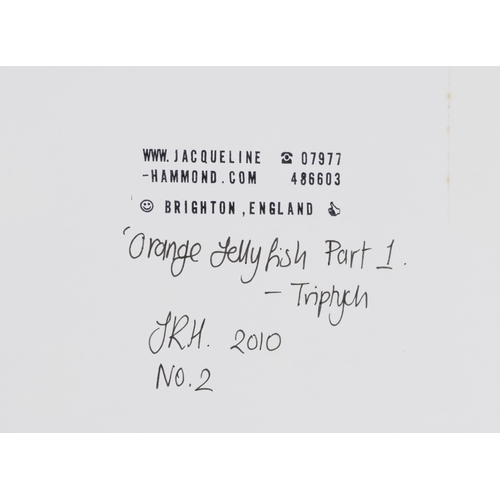 WWW.JACQUELINE ☎ 07977
-HAMMOND.COM 486603
☺ BRIGHTON, ENGLAND
'Orange Jellyfish Part 1.
- Triptych
JRH. 2010
NO.2